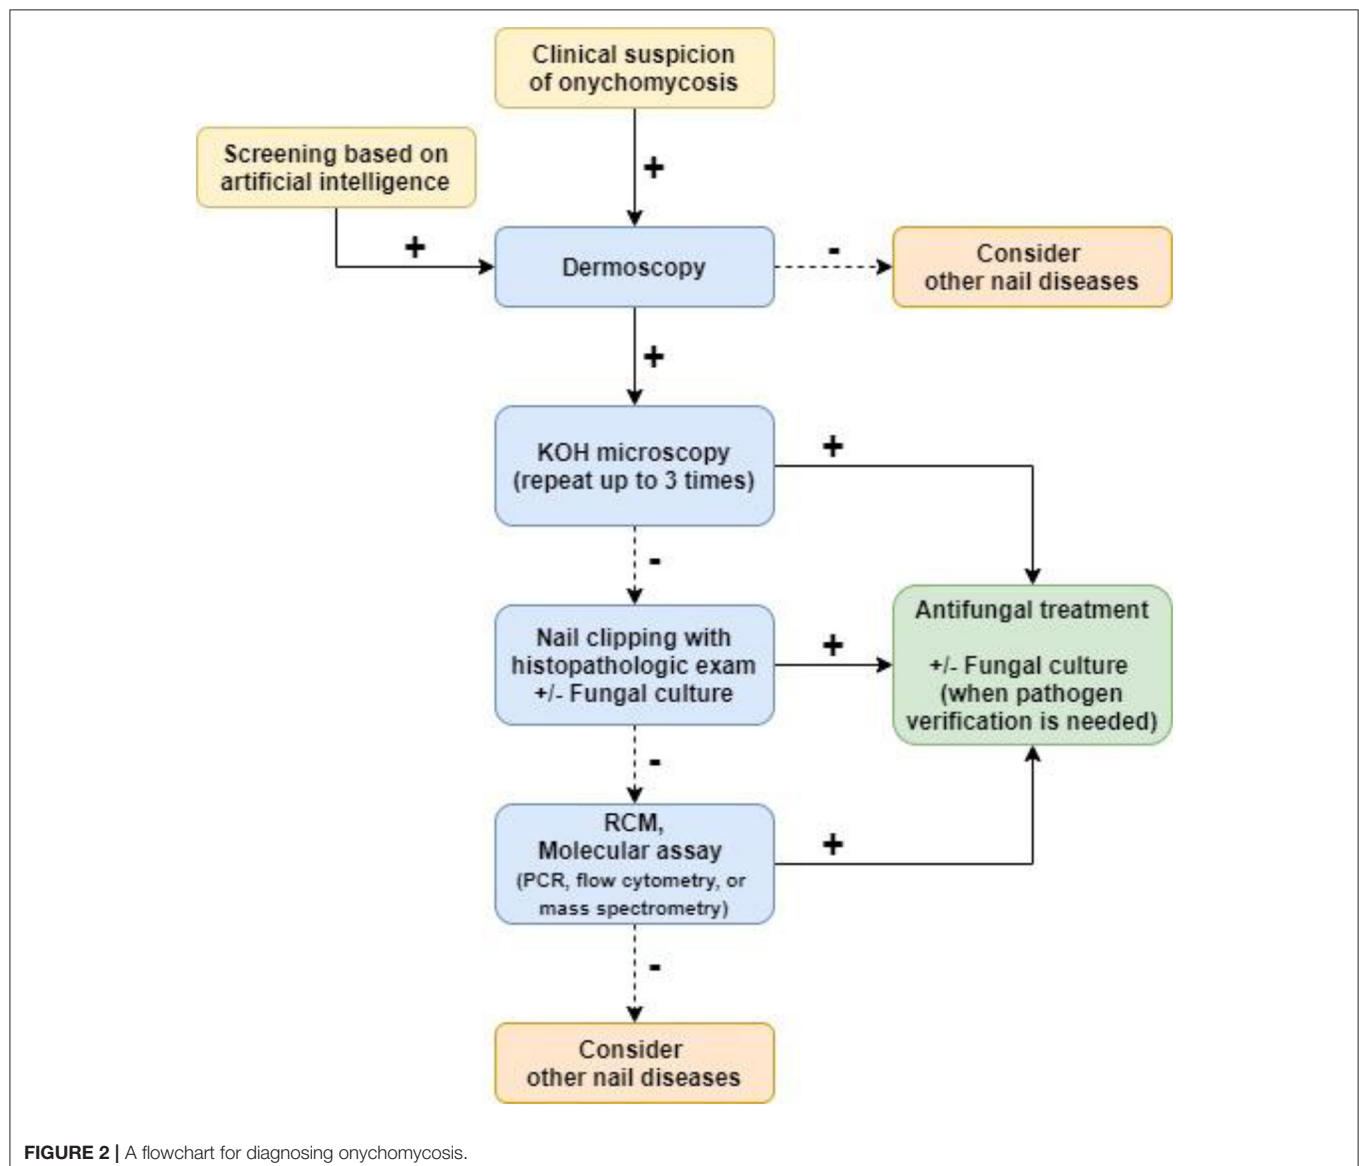 Clinical suspicion
of onychomycosis
Screening based on
artificial intelligence
+
+
Dermoscopy
-
Consider
other nail diseases
+
KOH microscopy
(repeat up to 3 times)
+
-
Nail clipping with
histopathologic exam
+/- Fungal culture
+
Antifungal treatment
+/- Fungal culture
(when pathogen
verification is needed)
-
RCM,
Molecular assay
(PCR, flow cytometry, or
mass spectrometry)
+
-
Consider
other nail diseases
FIGURE 2 | A flowchart for diagnosing onychomycosis.